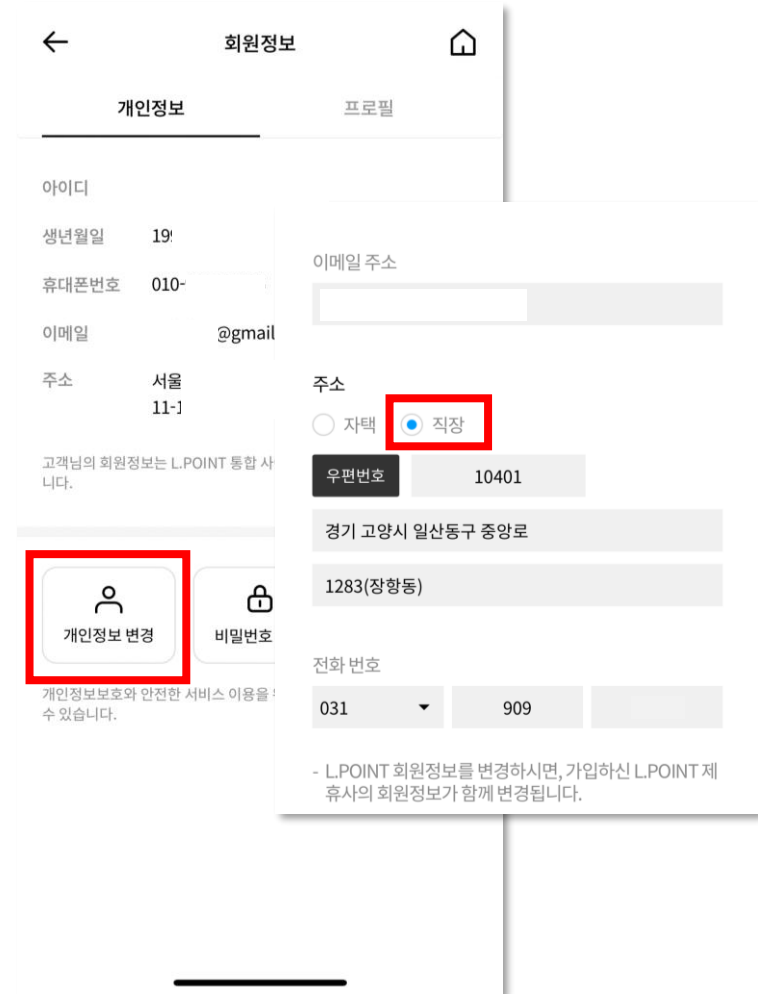 회원정보
개인정보 프로필
아이디
생년월일 199
휴대폰번호 010-
이메일 @gmail
주소 서울
11-1
고객님의 회원정보는 L.POINT 통합
니다.
개인정보 변경 비밀번호
개인정보보호와 안전한 서비스 이용을
수 있습니다.
이메일 주소
주소
자택 직장
우편번호 10401
경기 고양시 일산동구 중앙로
1283(장항동)
전화 번호
031 909
- L.POINT 회원정보를 변경하시면, 가입하신 L.POINT 제
휴사의 회원정보가 함께 변경됩니다.